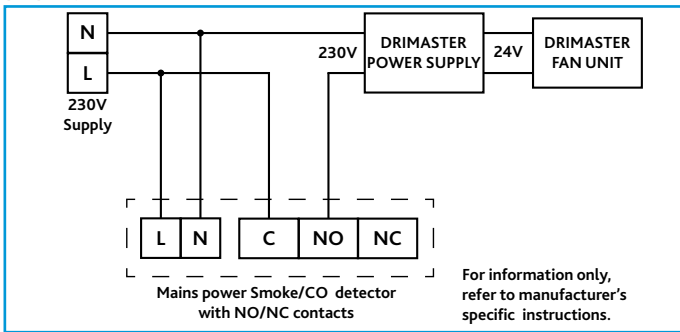 N
L
230V
Supply
230V
DRIMASTER
POWER SUPPLY
24V
DRIMASTER
FAN UNIT
L N C NO NC
Mains power Smoke/CO detector
with NO/NC contacts
For information only,
refer to manufacturer's
specific instructions.